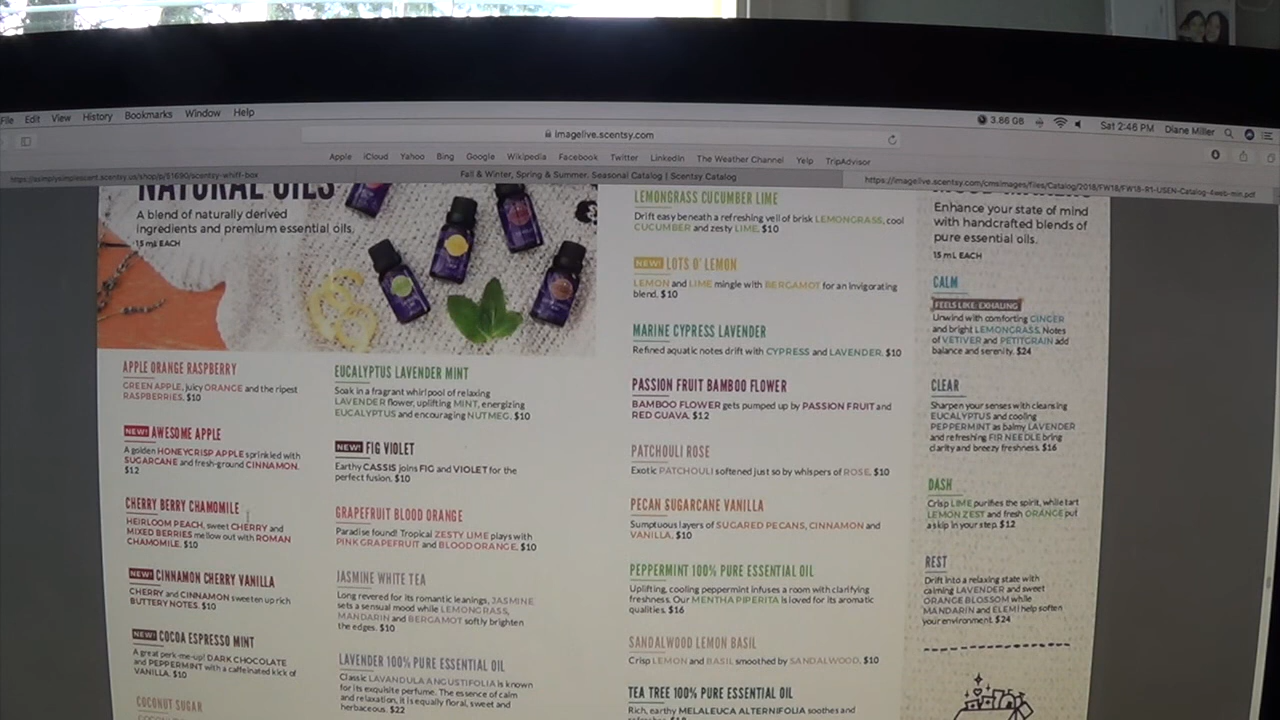 File Edit View History Bookmarks Window Help
3.86 GB Sat 2:46 PM Diane Miller
imagelive.scentsy.com
Apple iCloud Yahoo Bing Google Wikipedia Facebook Twitter LinkedIn The Weather Channel Yelp TripAdvisor
Fall & Winter, Spring & Summer. Seasonal Catalog | Scentsy Catalog
NATURAL OILS
A blend of naturally derived
ingredients and premium essential oils.
15 mL EACH
APPLE ORANGE RASPBERRY
GREEN APPLE, juicy ORANGE and the ripest
RASPBERRIES. $10
NEW! AWESOME APPLE
A golden HONEYCRISP APPLE sprinkled with
SUGARCANE and fresh-ground CINNAMON.
$12
CHERRY BERRY CHAMOMILE
HEIRLOOM PEACH, sweet CHERRY and
MIXED BERRIES mellow out with ROMAN
CHAMOMILE. $10
NEW! CINNAMON CHERRY VANILLA
CHERRY and CINNAMON sweeten up rich
BUTTERY NOTES. $10
NEW! COCOA ESPRESSO MINT
A great perk-me-up! DARK CHOCOLATE
and PEPPERMINT with a caffeinated kick of
VANILLA. $10
COCONUT SUGAR
EUCALYPTUS LAVENDER MINT
Soak in a fragrant whirlpool of relaxing
LAVENDER flower, uplifting MINT, energizing
EUCALYPTUS and encouraging NUTMEG. $10
NEW! FIG VIOLET
Earthy CASSIS joins FIG and VIOLET for the
perfect fusion. $10
GRAPEFRUIT BLOOD ORANGE
Paradise found! Tropical ZESTY LIME plays with
PINK GRAPEFRUIT and BLOOD ORANGE. $10
JASMINE WHITE TEA
Long revered for its romantic leanings, JASMINE
sets a sensual mood while LEMONGRASS,
MANDARIN and BERGAMOT softly brighten
the edges. $10
LAVENDER 100% PURE ESSENTIAL OIL
Classic LAVANDULA ANGUSTIFOLIA is known
for its exquisite perfume. The essence of calm
and relaxation, it is equally floral, sweet and
herbaceous. $22
LEMONGRASS CUCUMBER LIME
Drift easy beneath a refreshing veil of brisk LEMONGRASS, cool
CUCUMBER and zesty LIME. $10
NEW! LOTS O' LEMON
LEMON and LIME mingle with BERGAMOT for an invigorating
blend. $10
MARINE CYPRESS LAVENDER
Refined aquatic notes drift with CYPRESS and LAVENDER. $10
PASSION FRUIT BAMBOO FLOWER
BAMBOO FLOWER gets pumped up by PASSION FRUIT and
RED GUAVA. $12
PATCHOULI ROSE
Exotic PATCHOULI softened just so by whispers of ROSE. $10
PECAN SUGARCANE VANILLA
Sumptuous layers of SUGARED PECANS, CINNAMON and
VANILLA. $10
PEPPERMINT 100% PURE ESSENTIAL OIL
Uplifting, cooling peppermint infuses a room with clarifying
freshness. Our MENTHA PIPERITA is loved for its aromatic
qualities. $16
SANDALWOOD LEMON BASIL
Crisp LEMON and BASIL smoothed by SANDALWOOD. $10
TEA TREE 100% PURE ESSENTIAL OIL
Rich, earthy MELALEUCA ALTERNIFOLIA soothes and
Enhance your state of mind
with handcrafted blends of
pure essential oils.
15 mL EACH
CALM
FEELS LIKE: EXHALING
Unwind with comforting GINGER
and bright LEMONGRASS. Notes
of VETIVER and PETITGRAIN add
balance and serenity. $24
CLEAR
Sharpen your senses with cleansing
EUCALYPTUS and cooling
PEPPERMINT as balmy LAVENDER
and refreshing FIR NEEDLE bring
clarity and breezy freshness. $16
DASH
Crisp LIME purifies the spirit, while tart
LEMON ZEST and fresh ORANGE put
a skip in your step. $12
REST
Drift into a relaxing state with
calming LAVENDER and sweet
ORANGE BLOSSOM while
MANDARIN and ELEMI help soften
your environment. $24